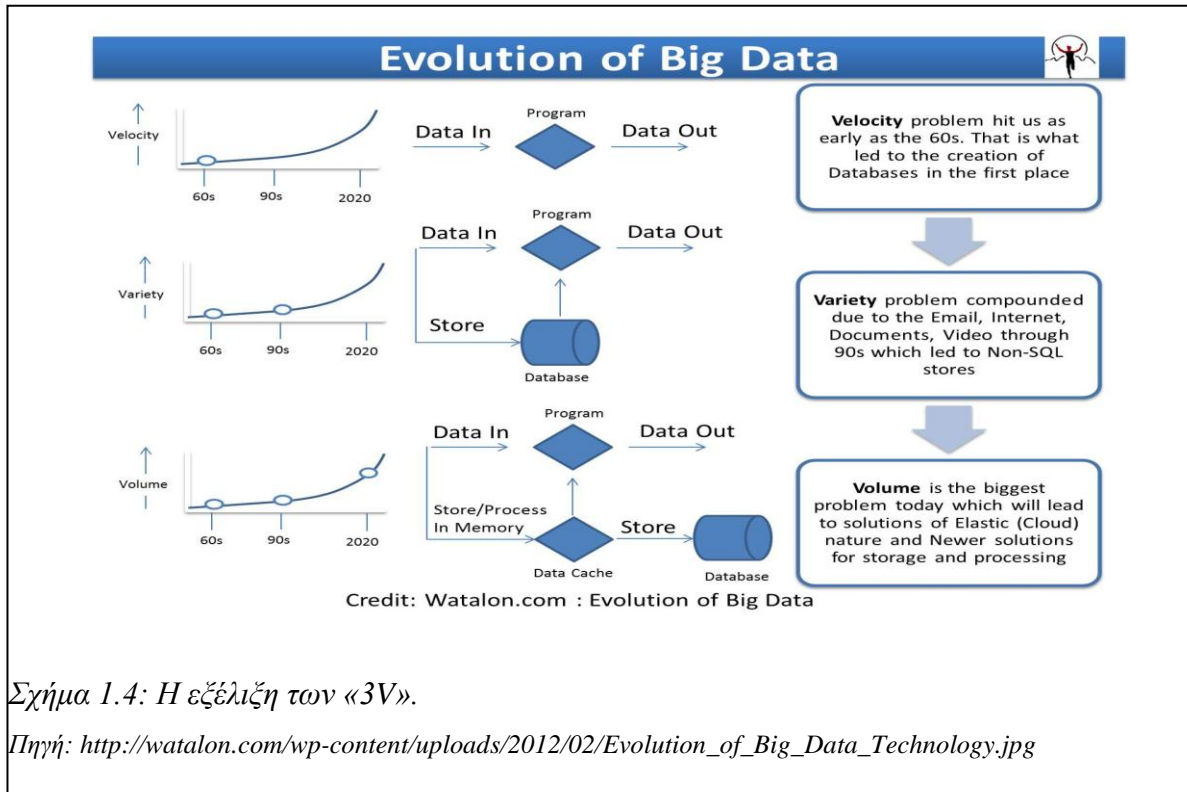 Evolution of Big Data
Velocity
60s 90s 2020
Data In
Program
Data Out
Velocity problem hit us as
early as the 60s. That is what
led to the creation of
Databases in the first place
Variety
60s 90s 2020
Data In
Program
Data Out
Store
Database
Variety problem compounded
due to the Email, Internet,
Documents, Video through
90s which led to Non-SQL
stores
Volume
60s 90s 2020
Data In
Program
Data Out
Store/Process
In Memory
Data Cache
Store
Database
Volume is the biggest
problem today which will lead
to solutions of Elastic (Cloud)
nature and Newer solutions
for storage and processing
Credit: Watalon.com : Evolution of Big Data
Σχήμα 1.4: Η εξέλιξη των «3V».
Πηγή: http://watalon.com/wp-content/uploads/2012/02/Evolution_of_Big_Data_Technology.jpg